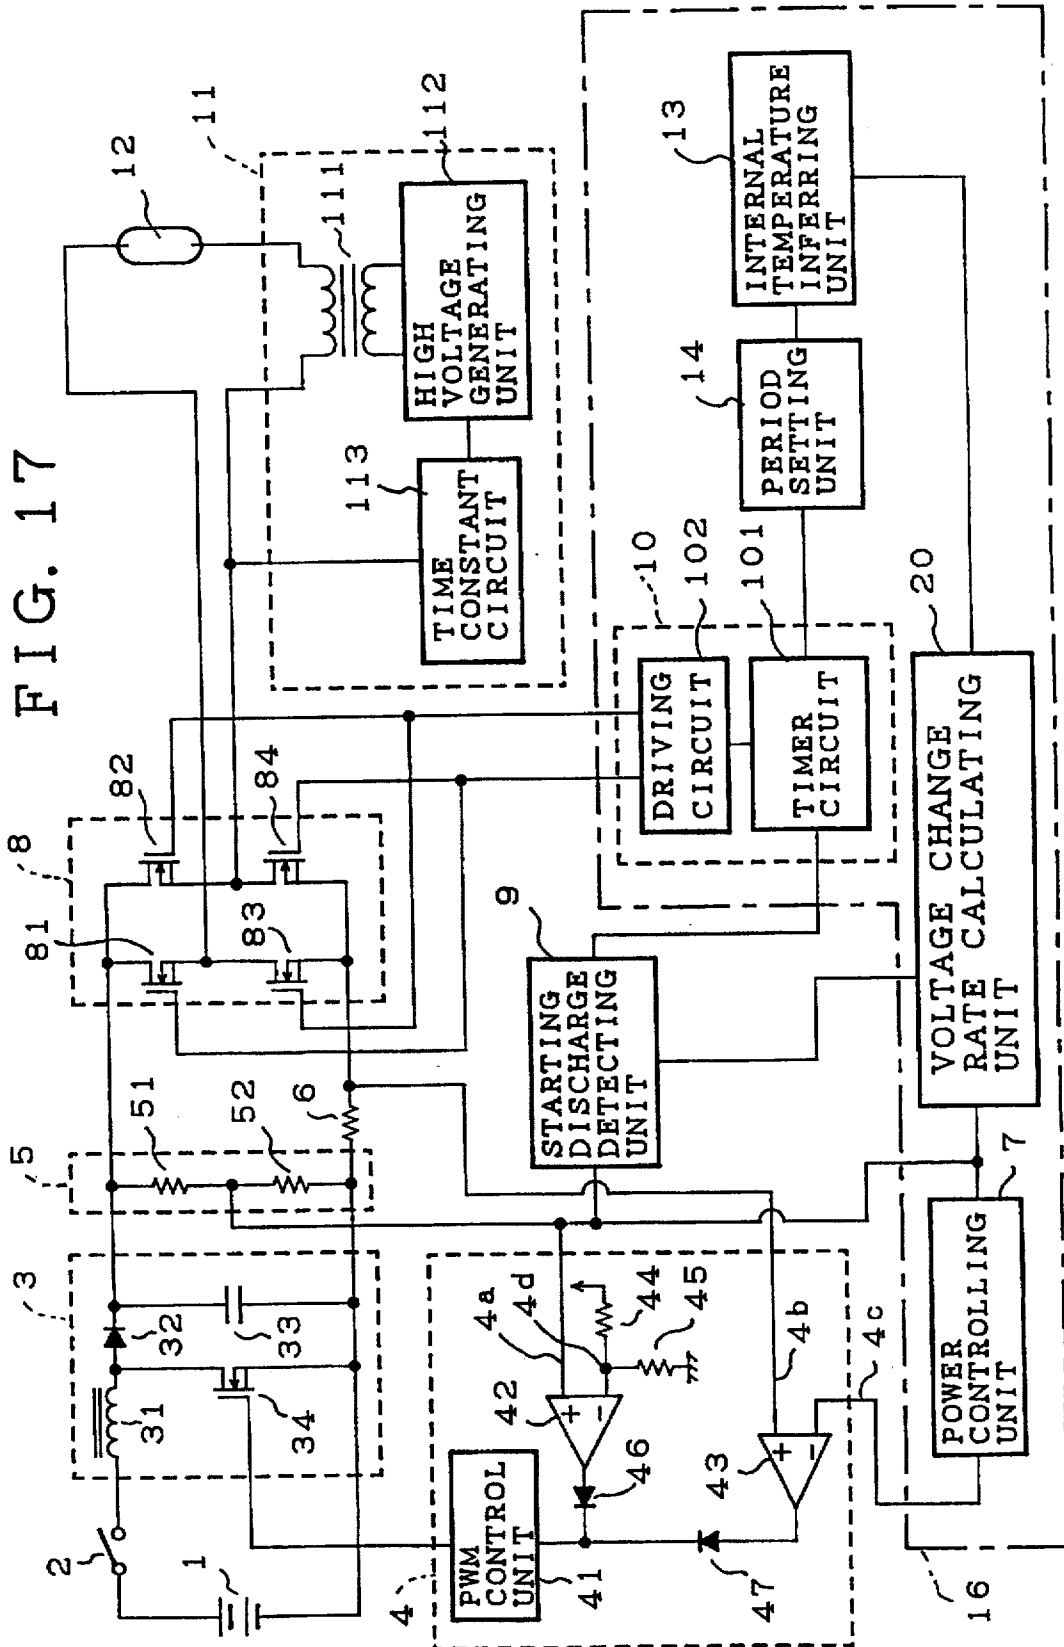 FIG. 17
1
2
3
31
32
33
34
5
51
52
6
8
81
82
83
84
11
12
111
HIGH
VOLTAGE
GENERATING
UNIT
112
113
TIME
CONSTANT
CIRCUIT
4
PWM
CONTROL
UNIT
41
42
43
44
45
46
47
4a
4b
4c
4d
+
-
+
-
9
STARTING
DISCHARGE
DETECTING
UNIT
10
DRIVING
CIRCUIT
102
TIMER
CIRCUIT
101
14
PERIOD
SETTING
UNIT
13
INTERNAL
TEMPERATURE
INFERRING
UNIT
16
POWER
CONTROLLING
UNIT
7
VOLTAGE CHANGE
RATE CALCULATING
UNIT
20